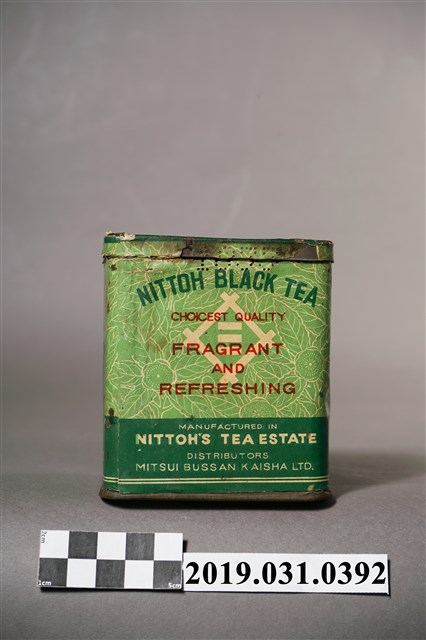 NITTOH BLACK TEA
CHOICEST QUALITY
FRAGRANT
AND
REFRESHING
MANUFACTURED IN
NITTOH'S TEA ESTATE
DISTRIBUTORS
MITSUI BUSSAN KAISHA LTD.
2cm
1cm
5cm
2019.031.0392